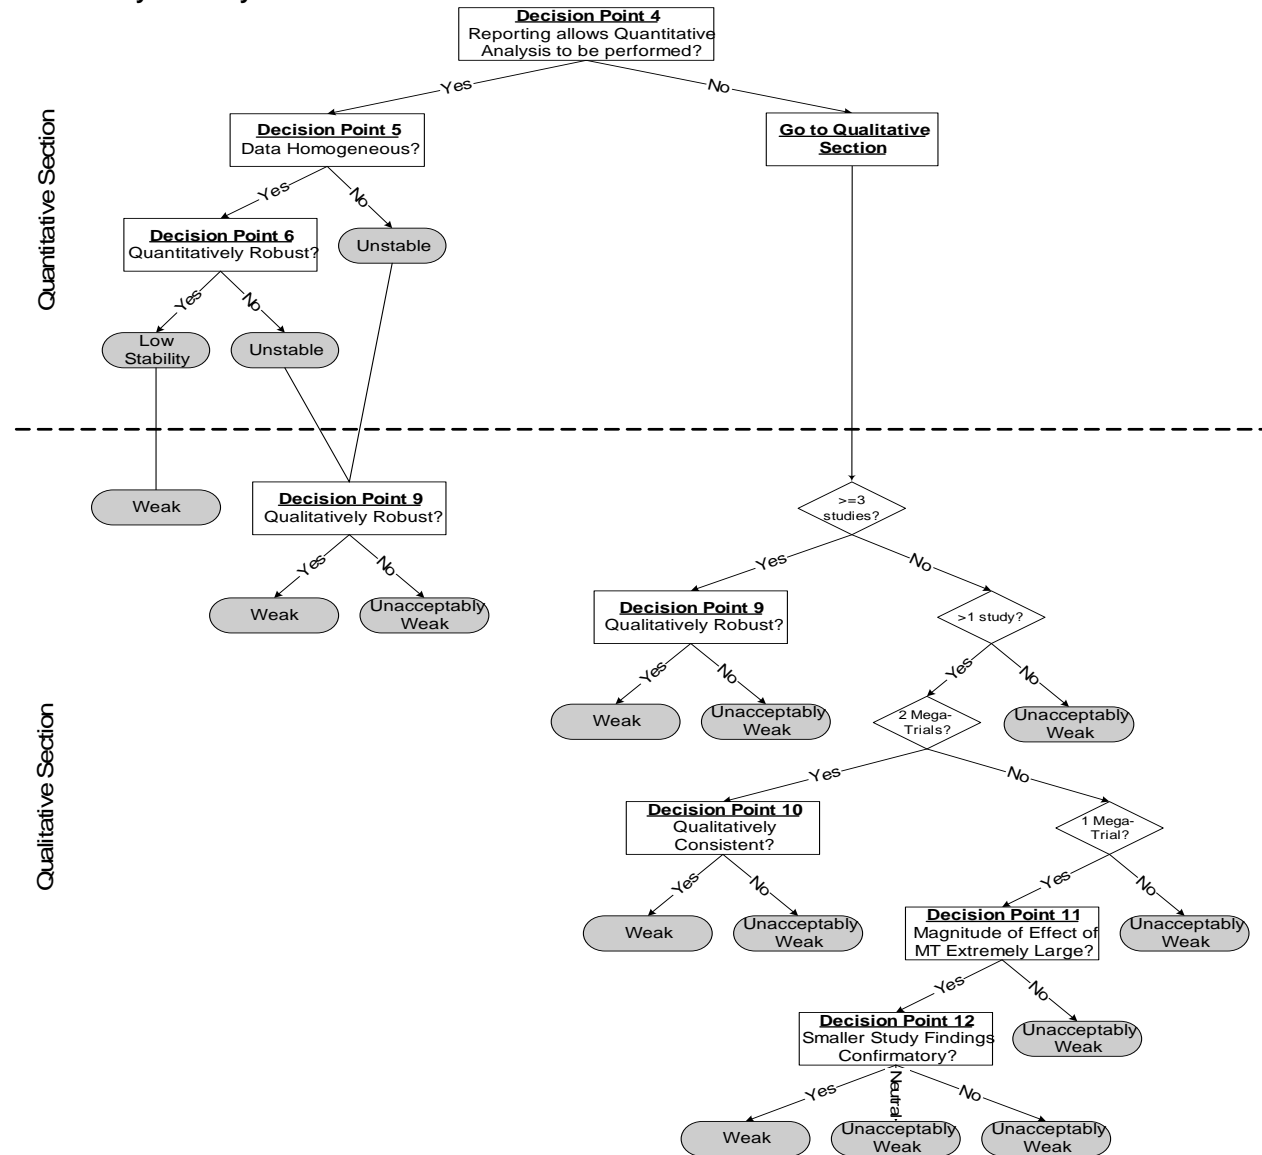 Decision Point 4
Reporting allows Quantitative
Analysis to be performed?
Yes
No
Quantitative Section
Decision Point 5
Data Homogeneous?
Go to Qualitative
Section
Yes
No
Decision Point 6
Quantitatively Robust?
Unstable
Yes
No
Low
Stability
Unstable
Weak
Decision Point 9
Qualitatively Robust?
>=3
studies?
Yes
No
Yes
No
Weak
Unacceptably
Weak
Decision Point 9
Qualitatively Robust?
>1 study?
Yes
No
Yes
No
Qualitative Section
Weak
Unacceptably
Weak
2 Mega-
Trials?
Unacceptably
Weak
Yes
No
Decision Point 10
Qualitatively
Consistent?
1 Mega-
Trial?
Yes
No
Yes
No
Weak
Unacceptably
Weak
Decision Point 11
Magnitude of Effect of
MT Extremely Large?
Unacceptably
Weak
Yes
No
Decision Point 12
Smaller Study Findings
Confirmatory?
Unacceptably
Weak
Yes
Neutral
No
Weak
Unacceptably
Weak
Unacceptably
Weak